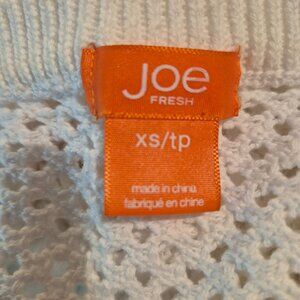 Joe
FRESH
xs/tp
made in china
fabriqué en chine